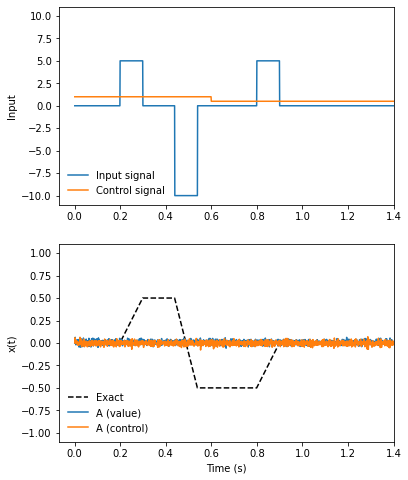 10.0
7.5
5.0
2.5
0.0
−2.5
−5.0
−7.5
−10.0
Input
Input signal
Control signal
0.0 0.2 0.4 0.6 0.8 1.0 1.2 1.4
1.00
0.75
0.50
0.25
0.00
−0.25
−0.50
−0.75
−1.00
x(t)
Exact
A (value)
A (control)
0.0 0.2 0.4 0.6 0.8 1.0 1.2 1.4
Time (s)